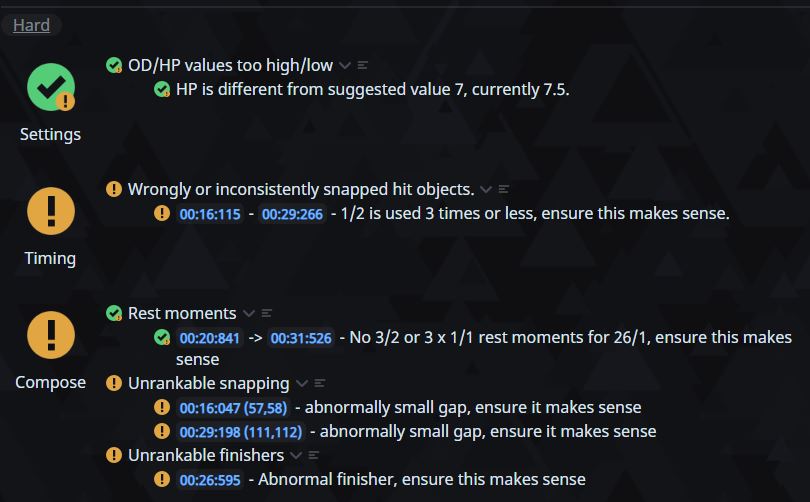 Hard
Settings
OD/HP values too high/low
HP is different from suggested value 7, currently 7.5.
Timing
Wrongly or inconsistently snapped hit objects.
00:16:115 - 00:29:266 - 1/2 is used 3 times or less, ensure this makes sense.
Compose
Rest moments
00:20:841 -> 00:31:526 - No 3/2 or 3 x 1/1 rest moments for 26/1, ensure this makes
sense
Unrankable snapping
00:16:047 (57,58) - abnormally small gap, ensure it makes sense
00:29:198 (111,112) - abnormally small gap, ensure it makes sense
Unrankable finishers
00:26:595 - Abnormal finisher, ensure this makes sense